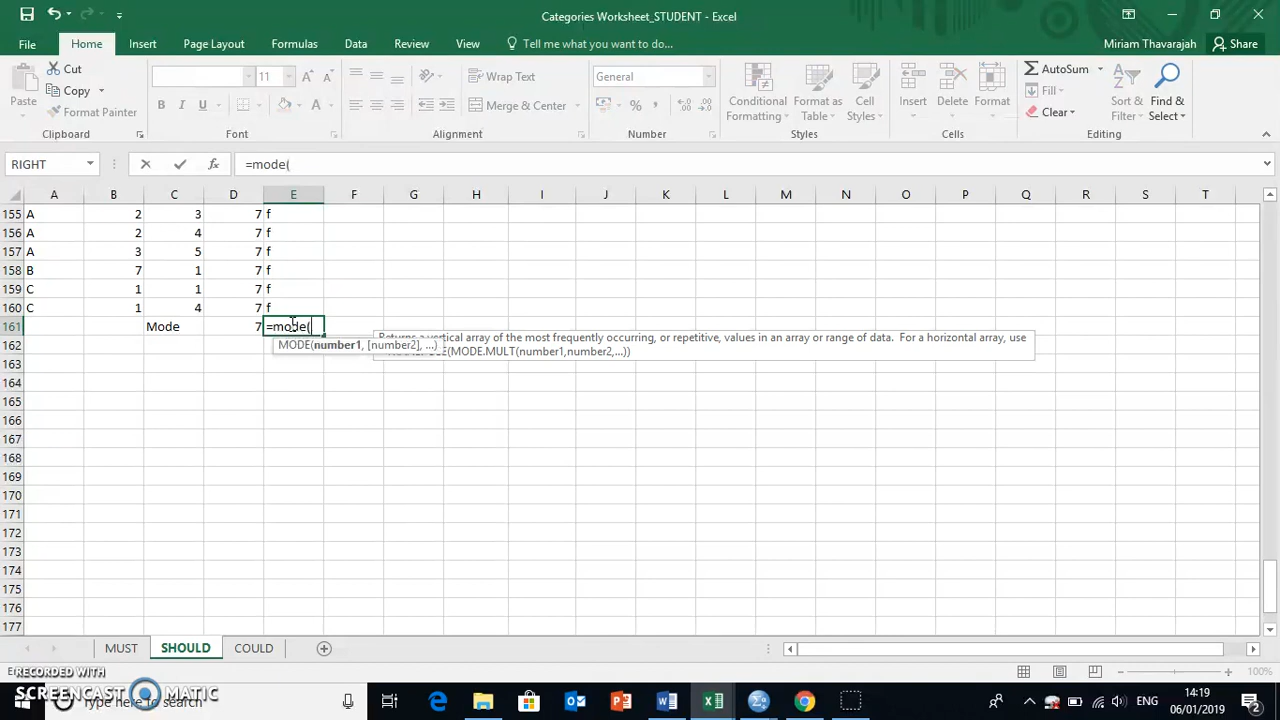 Categories Worksheet_STUDENT - Excel
File Home Insert Page Layout Formulas Data Review View Tell me what you want to do... Miriam Thavarajah Share
Cut 11 A A Wrap Text General AutoSum
Paste Copy Fill
Format Painter B I U A Merge & Center % Conditional Formatting Format as Table Cell Styles Insert Delete Format Clear Sort & Filter Find & Select
Clipboard Font Alignment Number Styles Cells Editing
RIGHT fx =mode(
A B C D E F G H I J K L M N O P Q R S T
155 A 2 3 7 f
156 A 2 4 7 f
157 A 3 5 7 f
158 B 7 1 7 f
159 C 1 1 7 f
160 C 1 4 7 f
161 Mode 7 =mode(
Returns a vertical array of the most frequently occurring, or repetitive, values in an array or range of data. For a horizontal array, use
162 MODE(number1, [number2], ...) (MODE.MULT(number1,number2,...))
163
164
165
166
167
168
169
170
171
172
173
174
175
176
177
MUST SHOULD COULD
RECORDED WITH 100%
SCREENCAST MATIC
Type here to search ENG 14:19
06/01/2019 2